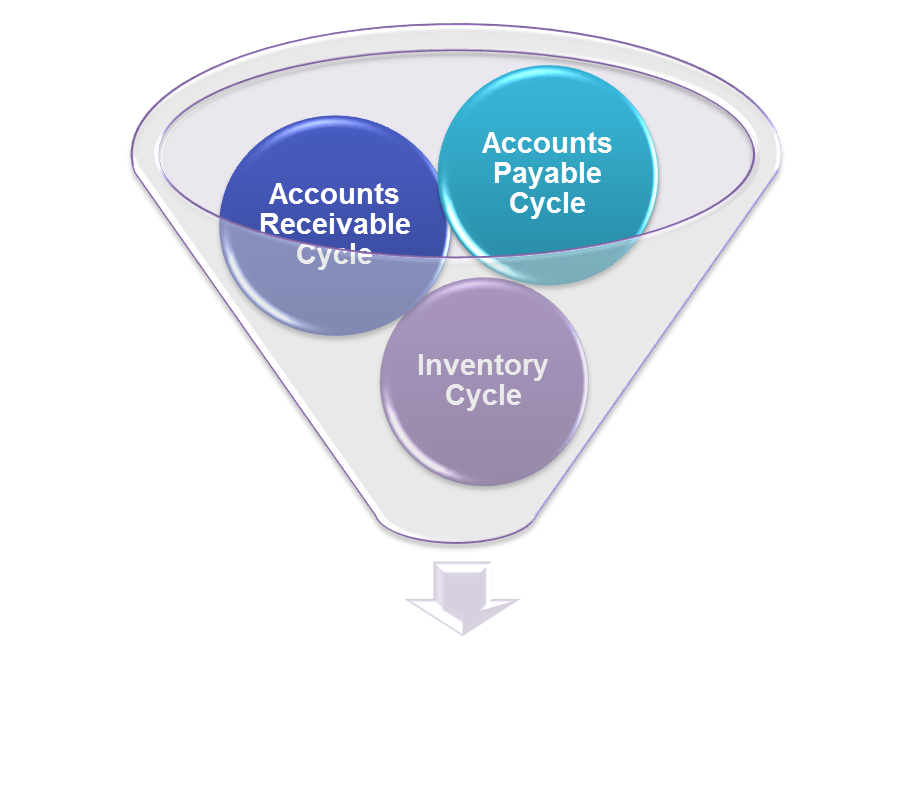 Accounts
Receivable
Cycle
Accounts
Payable
Cycle
Inventory
Cycle